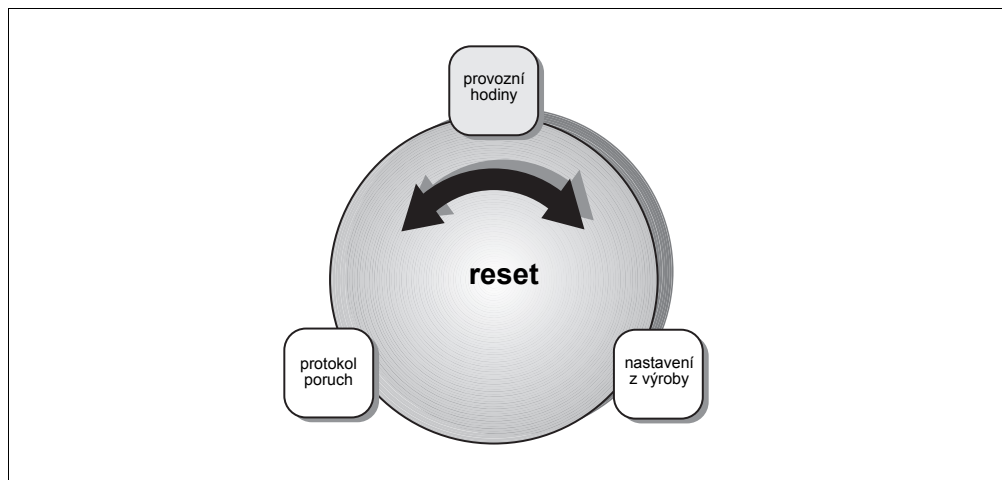 provozní
hodiny
reset
protokol
poruch
nastavení
z výroby